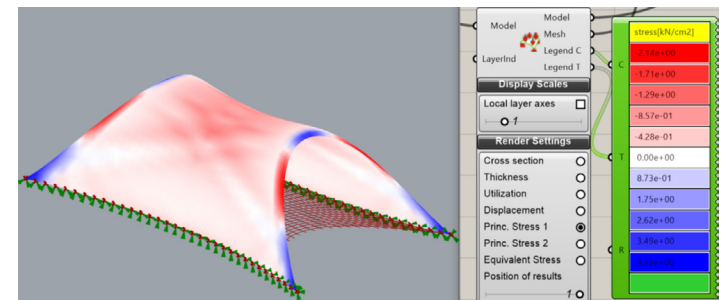 Model
Model
Mesh
LayerInd
Legend C
Legend T
Display Scales
Local layer axes
1
Render Settings
Cross section
Thickness
Utilization
Displacement
Princ. Stress 1
Princ. Stress 2
Equivalent Stress
Position of results
1
C
T
R
stress[kN/cm2]
-2.14e+00
-1.71e+00
-1.29e+00
-8.57e-01
-4.28e-01
0.00e+00
8.73e-01
1.75e+00
2.62e+00
3.49e+00